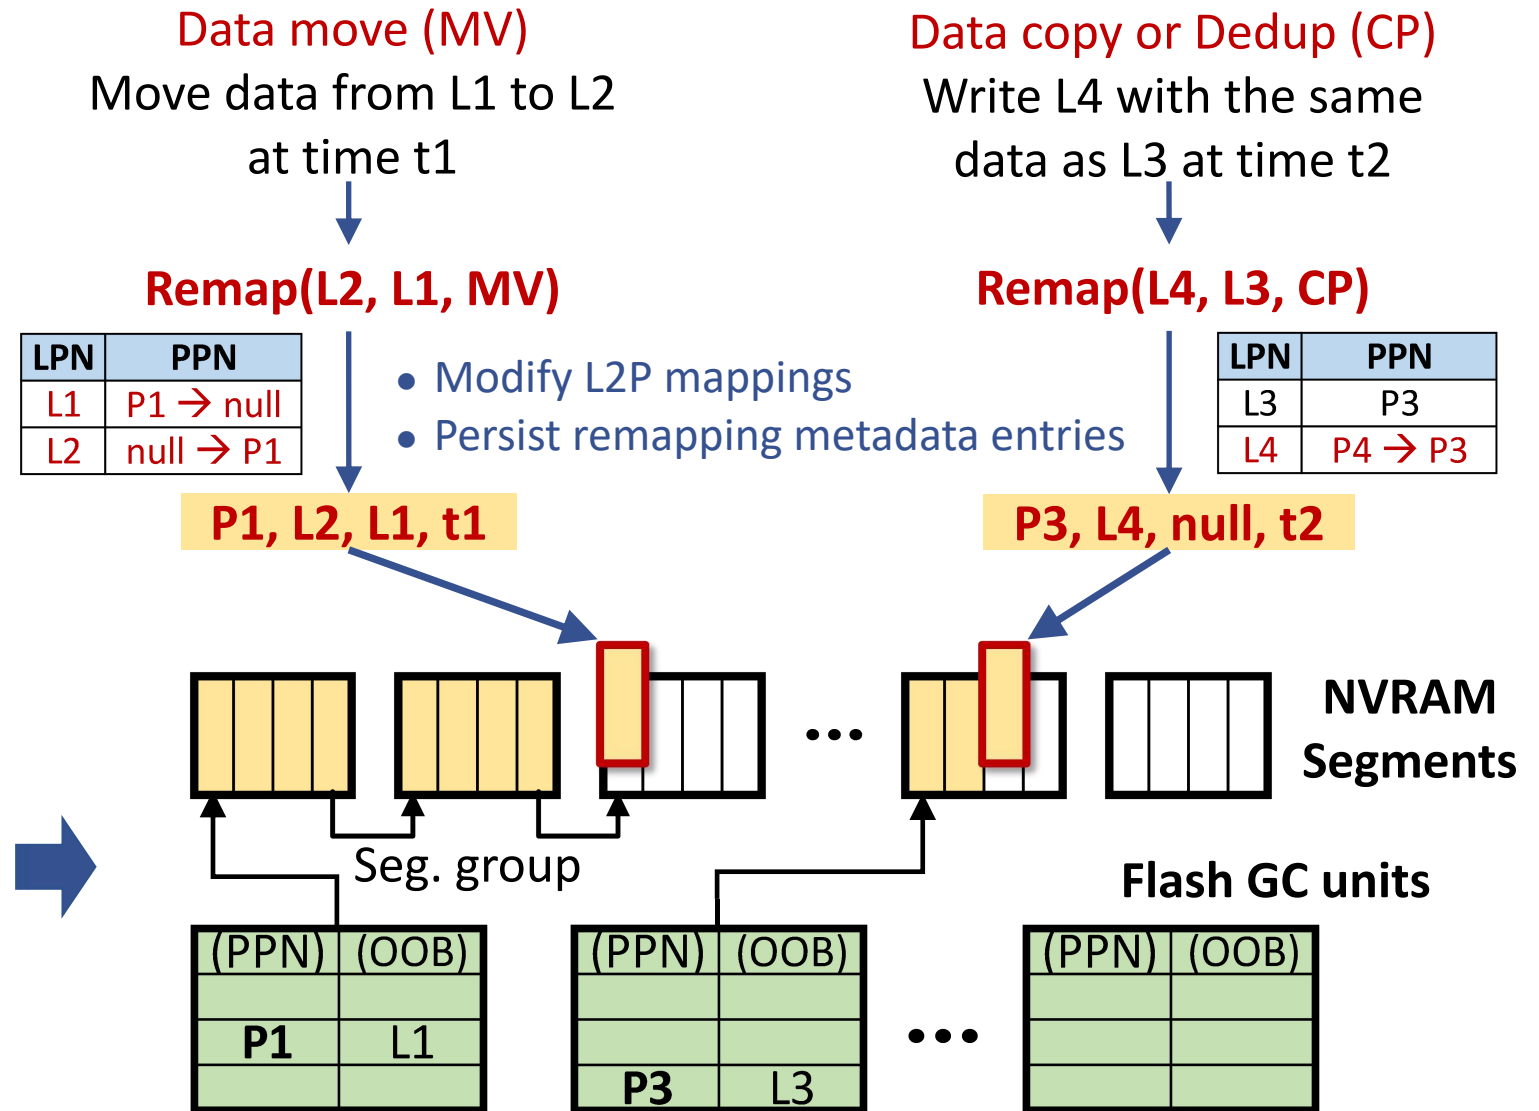 Data move (MV)
Move data from L1 to L2
at time t1
Data copy or Dedup (CP)
Write L4 with the same
data as L3 at time t2
Remap(L2, L1, MV)
Remap(L4, L3, CP)
LPN PPN
L1 P1 → null
L2 null → P1
• Modify L2P mappings
• Persist remapping metadata entries
LPN PPN
L3 P3
L4 P4 → P3
P1, L2, L1, t1
P3, L4, null, t2
...
NVRAM
Segments
Seg. group
Flash GC units
(PPN) (OOB)
P1 L1
(PPN) (OOB)
P3 L3
...
(PPN) (OOB)